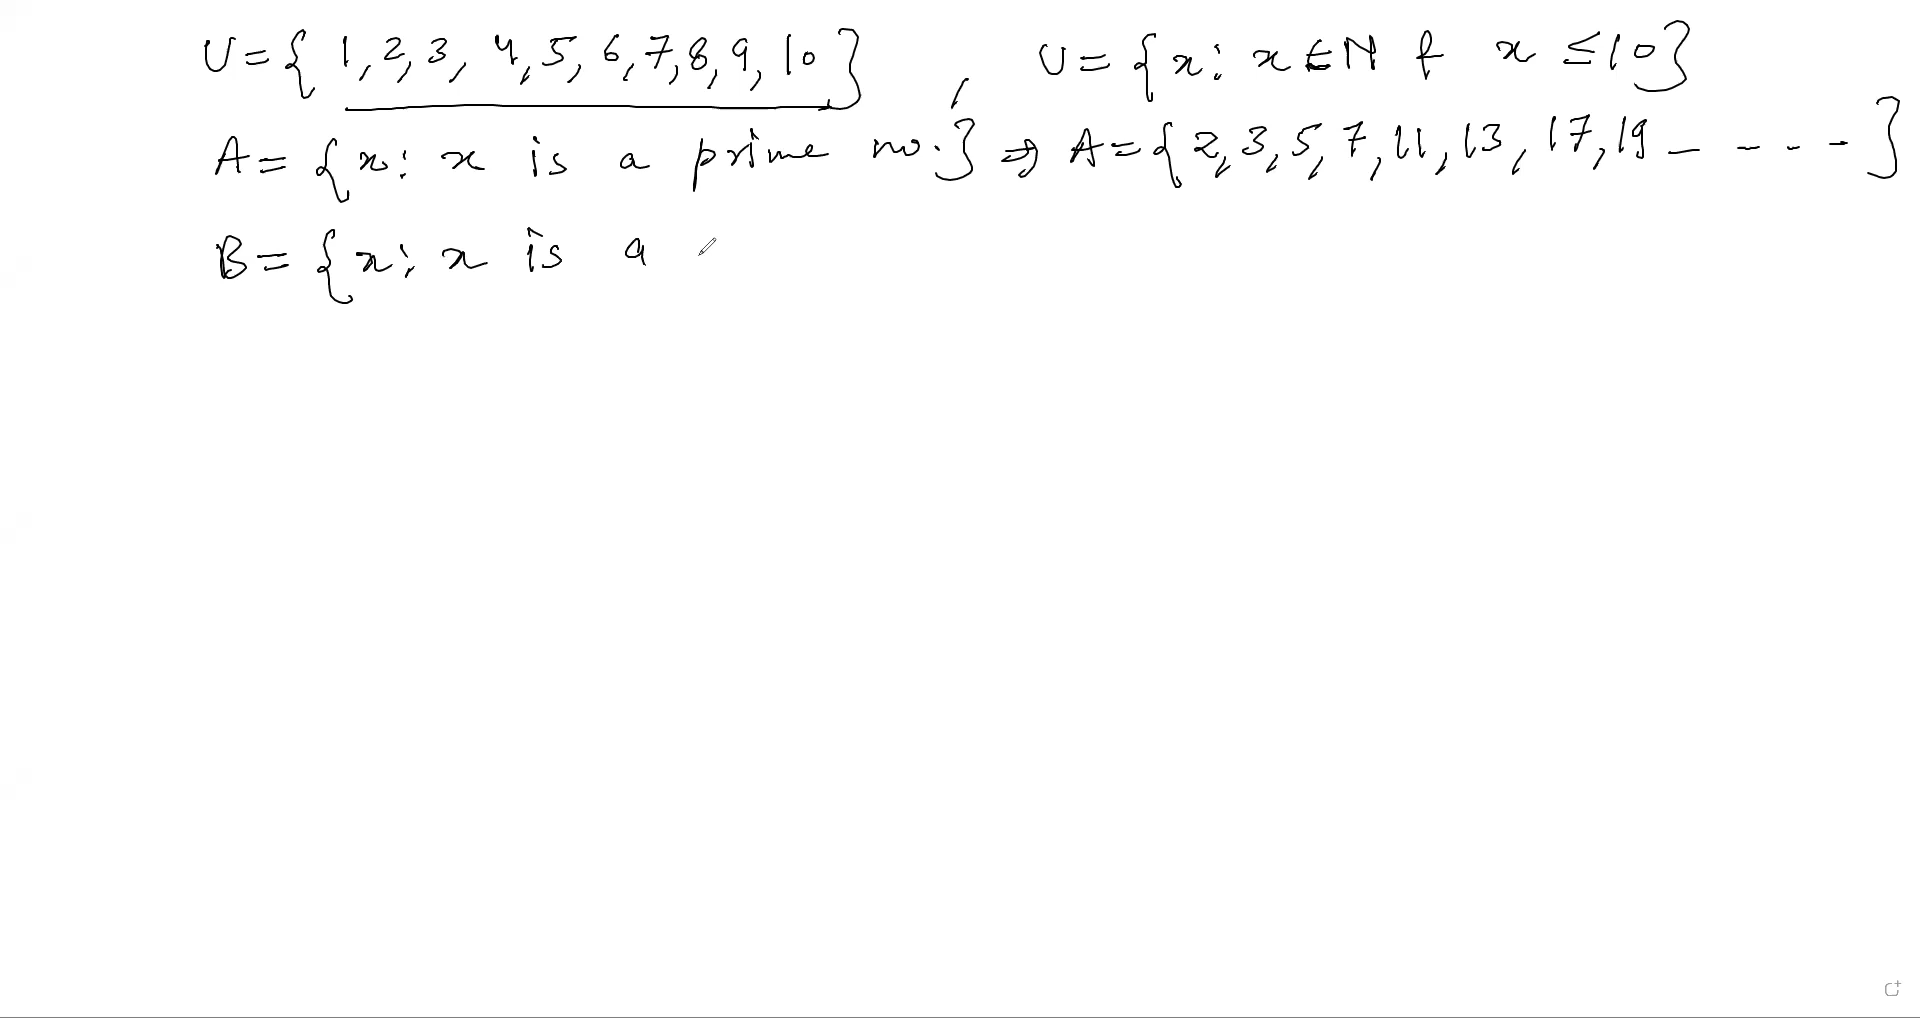 U={1,2,3,4,5,6,7,8,9,10}, U={x: x∈N & x ≤10}
A={x: x is a prime no.} ⇒ A={2,3,5,7,11,13,17,19- - - - -}
B={x: x is a